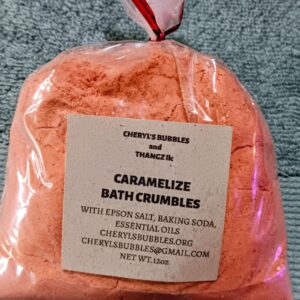 CHERYL'S BUBBLES
and
THANGZ llc
CARAMELIZE
BATH CRUMBLES
WITH EPSON SALT, BAKING SODA,
ESSENTIAL OILS
CHERYLSBUBBLES.ORG
CHERYLSBUBBLES@GMAIL.COM
NET WT.12oz